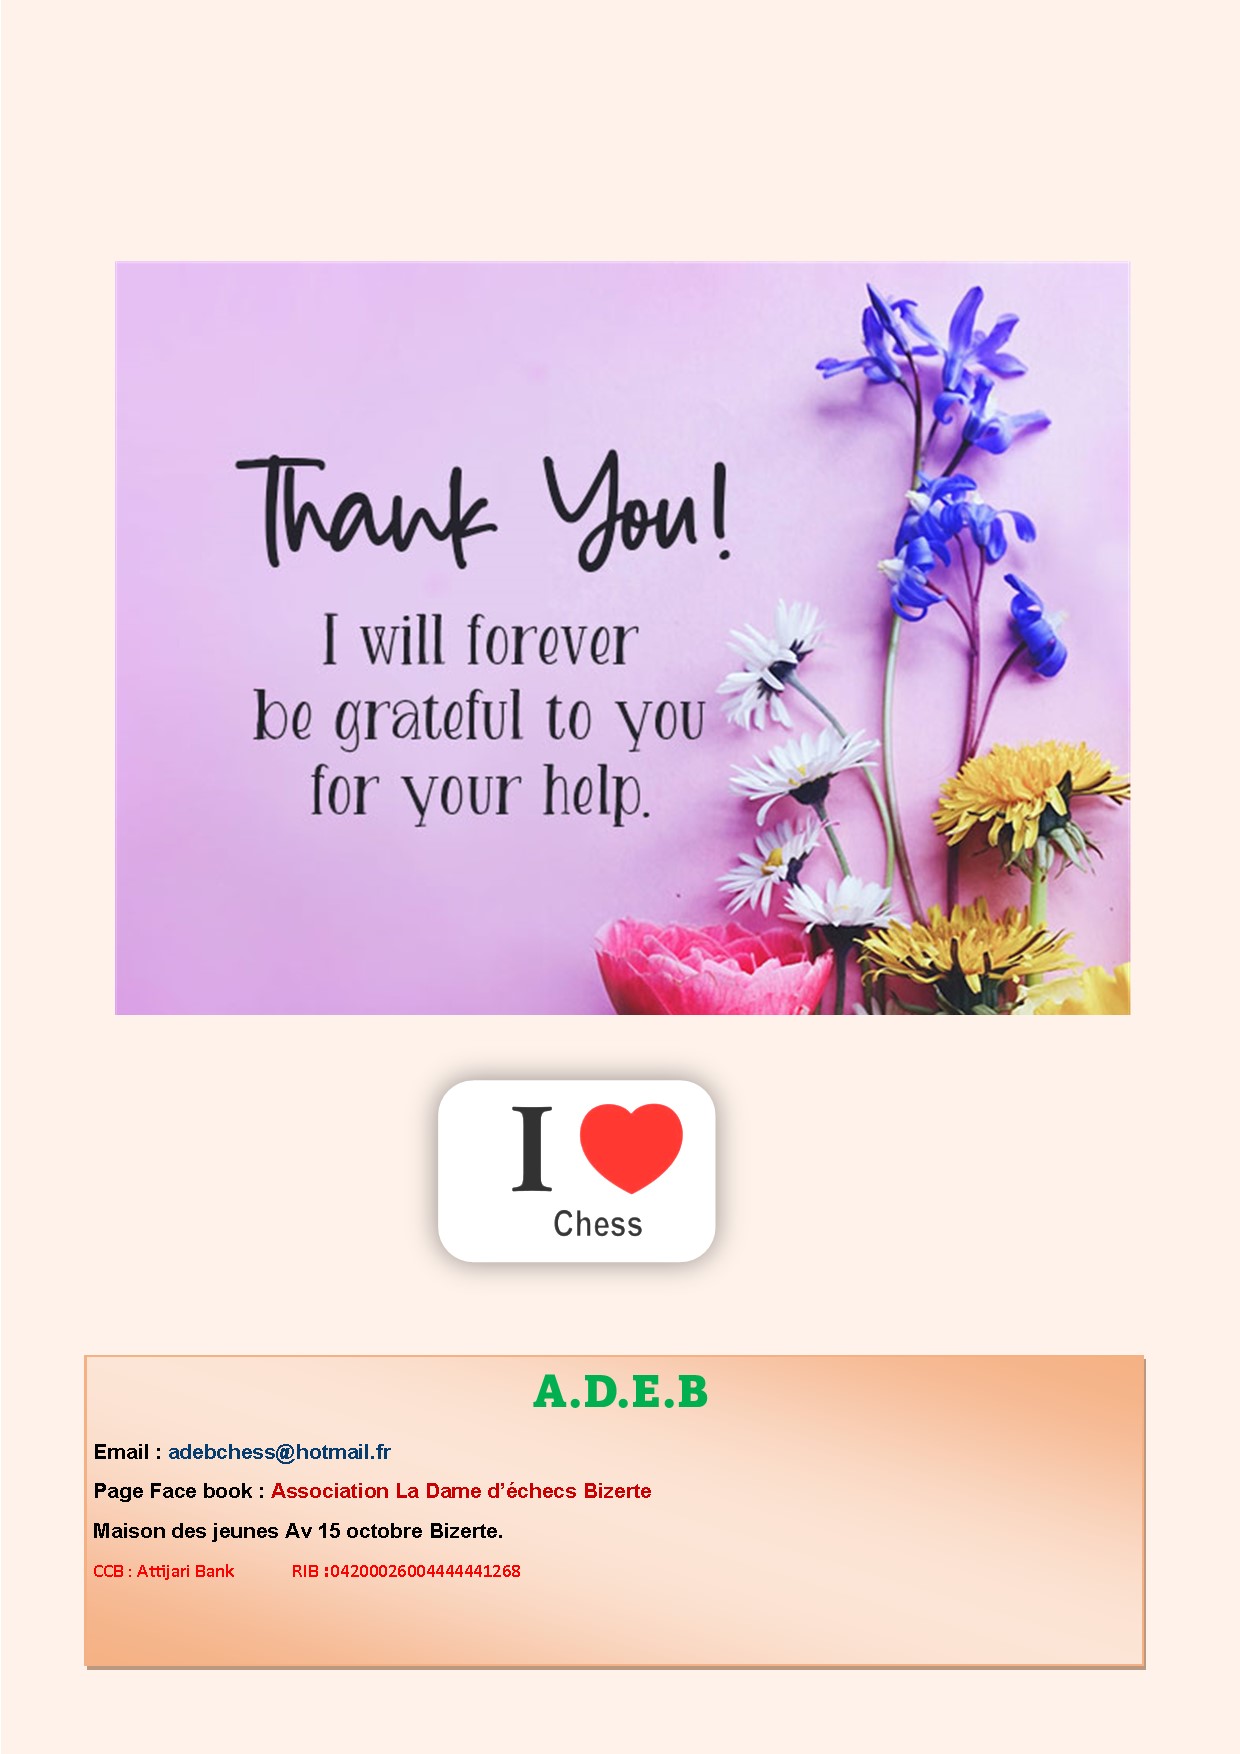 Thank You!
I will forever
be grateful to you
for your help.
I
Chess
A.D.E.B
Email : adebchess@hotmail.fr
Page Face book : Association La Dame d'échecs Bizerte
Maison des jeunes Av 15 octobre Bizerte.
CCB : Attijari Bank RIB :04200026004444441268